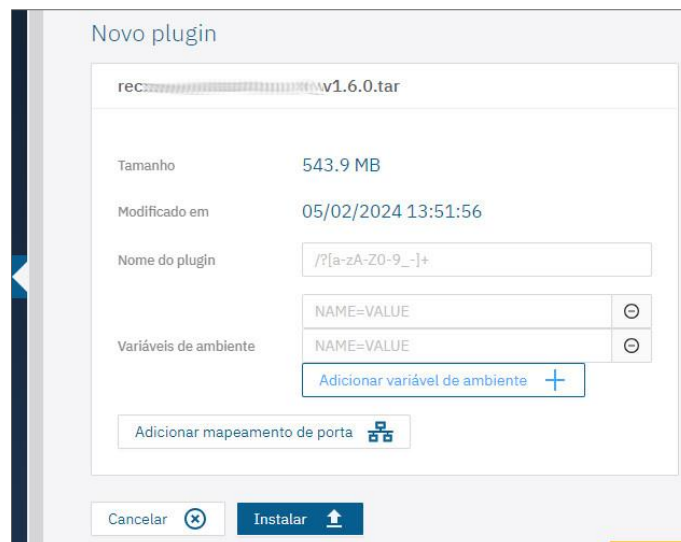 Novo plugin
rec v1.6.0.tar
Tamanho 543.9 MB
Modificado em 05/02/2024 13:51:56
Nome do plugin /?[a-zA-Z0-9_-]+
NAME=VALUE
Variáveis de ambiente NAME=VALUE
Adicionar variável de ambiente
Adicionar mapeamento de porta
Cancelar Instalar